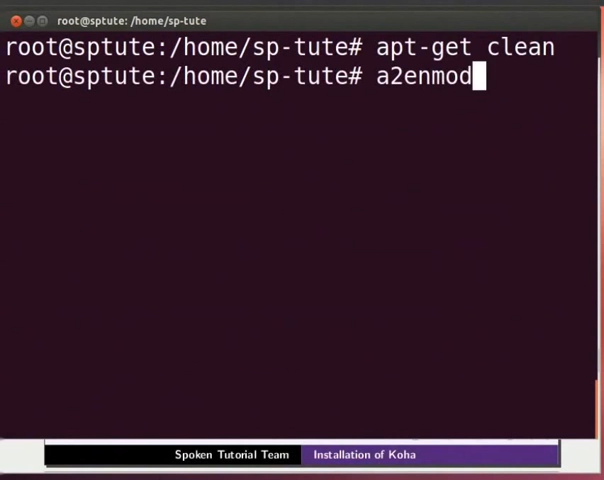 root@sptute: /home/sp-tute
root@sptute:/home/sp-tute# apt-get clean
root@sptute:/home/sp-tute# a2enmod
Spoken Tutorial Team Installation of Koha